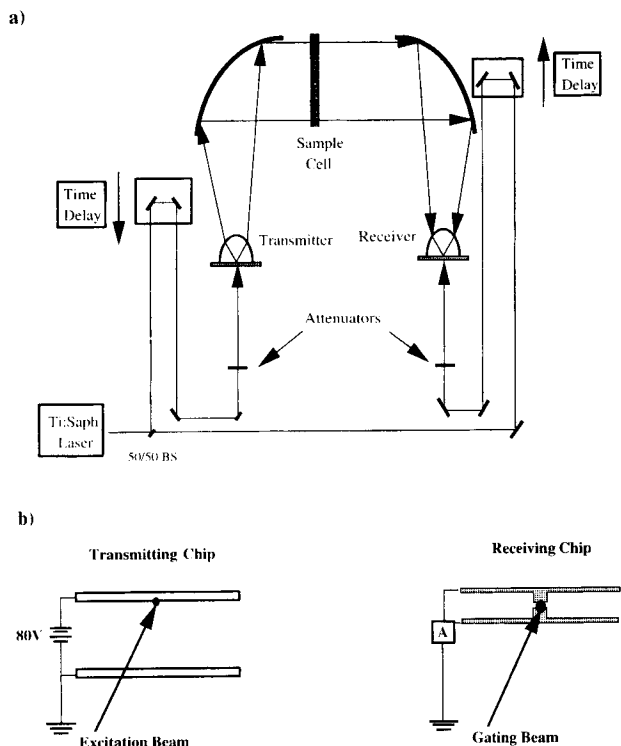 a)
Time
Delay
Sample
Cell
Time
Delay
Transmitter
Receiver
Attenuators
Ti:Saph
Laser
50/50 BS
b)
Transmitting Chip
Receiving Chip
80V
A
Excitation Beam
Gating Beam